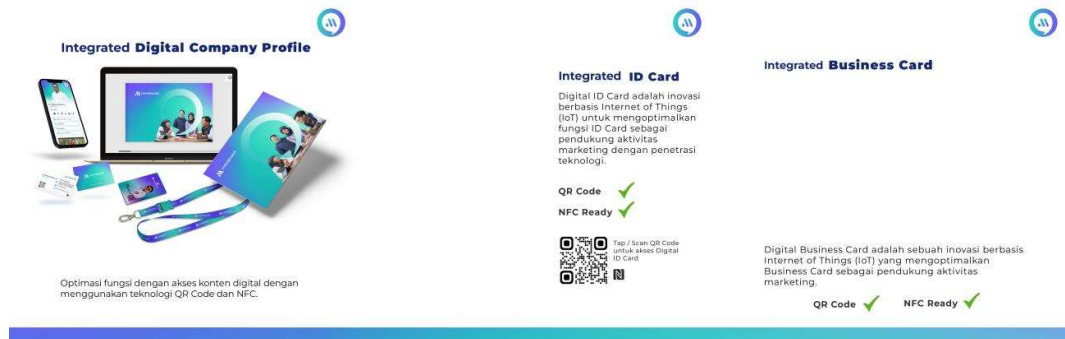 Integrated Digital Company Profile
Optimasi fungsi dengan akses konten digital dengan
menggunakan teknologi QR Code dan NFC.
Integrated ID Card
Digital ID Card adalah inovasi
berbasis Internet of Things
(IoT) untuk mengoptimalkan
fungsi ID Card sebagai
pendukung aktivitas
marketing dengan penetrasi
teknologi.
QR Code
NFC Ready
Tap / Scan QR Code
untuk akses Digital
ID Card
Integrated Business Card
Digital Business Card adalah sebuah inovasi berbasis
Internet of Things (IoT) yang mengoptimalkan
Business Card sebagai pendukung aktivitas
marketing.
QR Code
NFC Ready